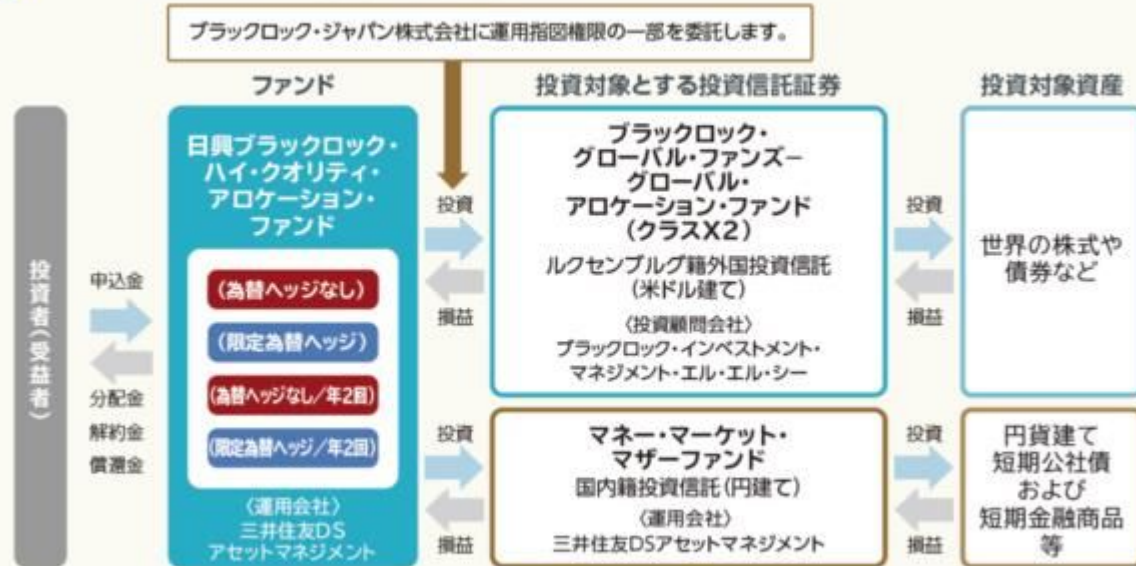 ブラックロック・ジャパン株式会社に運用指図権限の一部を委託します。
ファンド
投資対象とする投資信託証券
投資対象資産
投資者(受益者)
申込金
分配金
解約金
償還金
日興ブラックロック・
ハイ・クオリティ・
アロケーション・
ファンド
(為替ヘッジなし)
(限定為替ヘッジ)
(為替ヘッジなし/年2回)
(限定為替ヘッジ/年2回)
〈運用会社〉
三井住友DS
アセットマネジメント
投資
損益
ブラックロック・
グローバル・ファンズ−
グローバル・
アロケーション・ファンド
(クラスX2)
ルクセンブルグ籍外国投資信託
(米ドル建て)
〈投資顧問会社〉
ブラックロック・インベストメント・
マネジメント・エル・エル・シー
投資
損益
世界の株式や
債券など
投資
損益
マネー・マーケット・
マザーファンド
国内籍投資信託(円建て)
〈運用会社〉
三井住友DSアセットマネジメント
投資
損益
円貨建て
短期公社債
および
短期金融商品
等